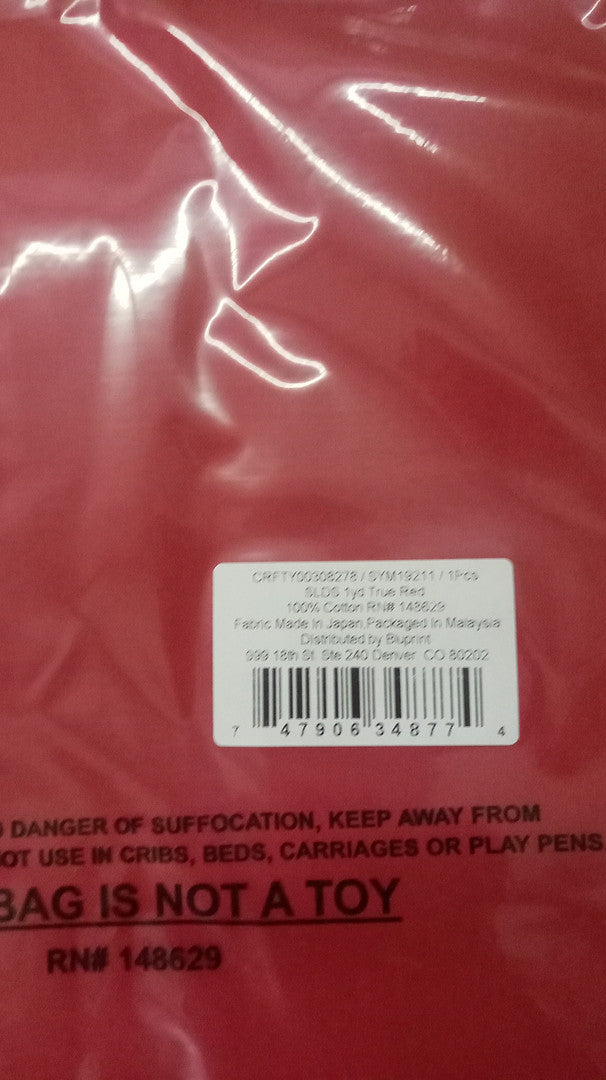 CRFTY00308278 / SYM19211 / 1Pcs
SLDS 1yd True Red
100% Cotton RN# 148629
Fabric Made In Japan,Packaged In Malaysia
Distributed by Bluprint
999 18th St. Ste 240 Denver, CO 80202
7 47906 34877 4
DANGER OF SUFFOCATION, KEEP AWAY FROM
OT USE IN CRIBS, BEDS, CARRIAGES OR PLAY PENS.
BAG IS NOT A TOY
RN# 148629